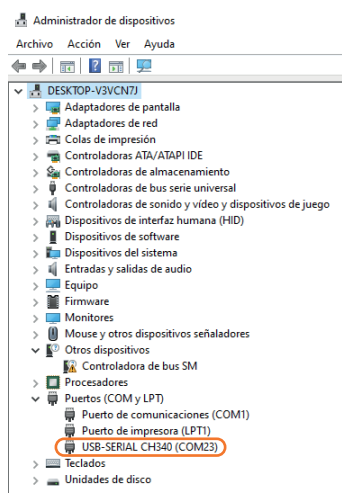 Administrador de dispositivos
Archivo Acción Ver Ayuda
DESKTOP-V3VCN7J
Adaptadores de pantalla
Adaptadores de red
Colas de impresión
Controladoras ATA/ATAPI IDE
Controladoras de almacenamiento
Controladoras de bus serie universal
Controladoras de sonido y vídeo y dispositivos de juego
Dispositivos de interfaz humana (HID)
Dispositivos de software
Dispositivos del sistema
Entradas y salidas de audio
Equipo
Firmware
Monitores
Mouse y otros dispositivos señaladores
Otros dispositivos
Controladora de bus SM
Procesadores
Puertos (COM y LPT)
Puerto de comunicaciones (COM1)
Puerto de impresora (LPT1)
USB-SERIAL CH340 (COM23)
Teclados
Unidades de disco